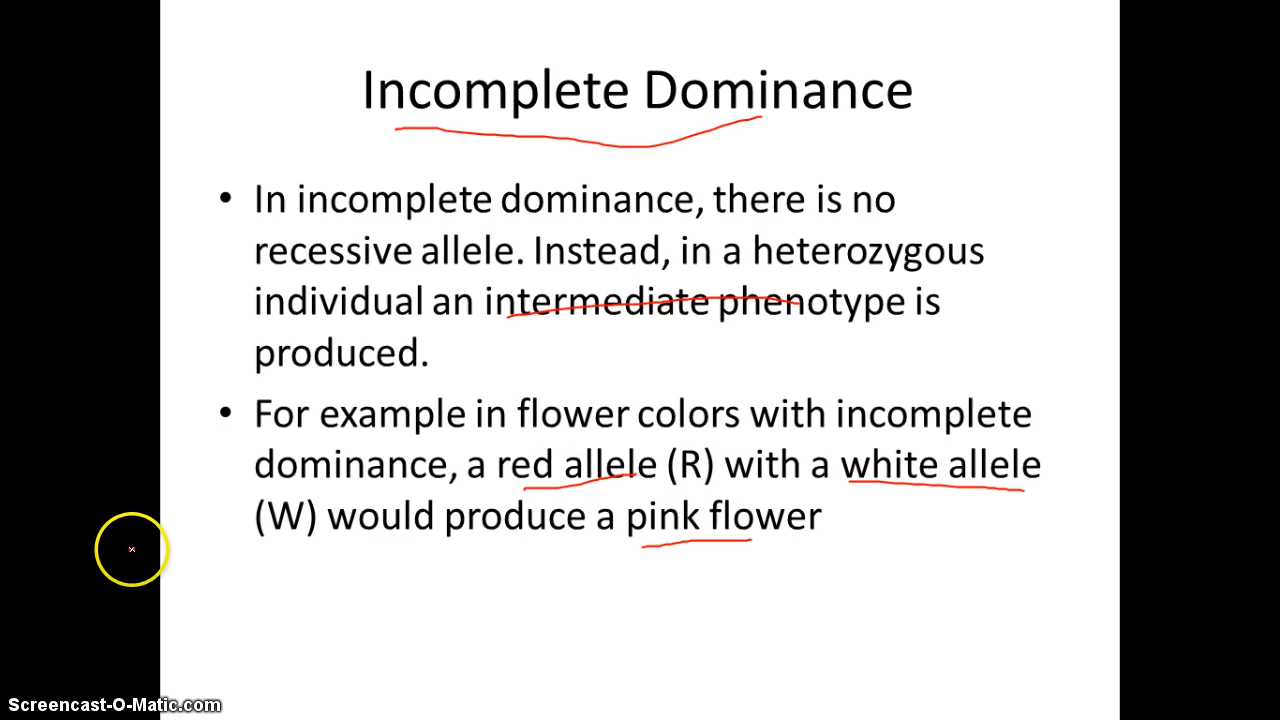 Incomplete Dominance
• In incomplete dominance, there is no
recessive allele. Instead, in a heterozygous
individual an intermediate phenotype is
produced.
• For example in flower colors with incomplete
dominance, a red allele (R) with a white allele
(W) would produce a pink flower
Screencast-O-Matic.com